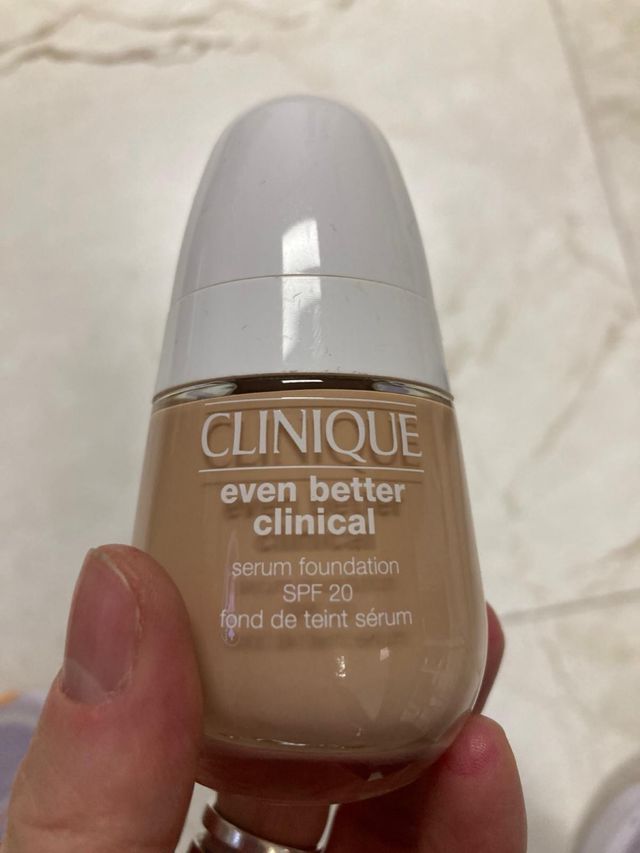 CLINIQUE
even better
clinical
serum foundation
SPF 20
fond de teint sérum